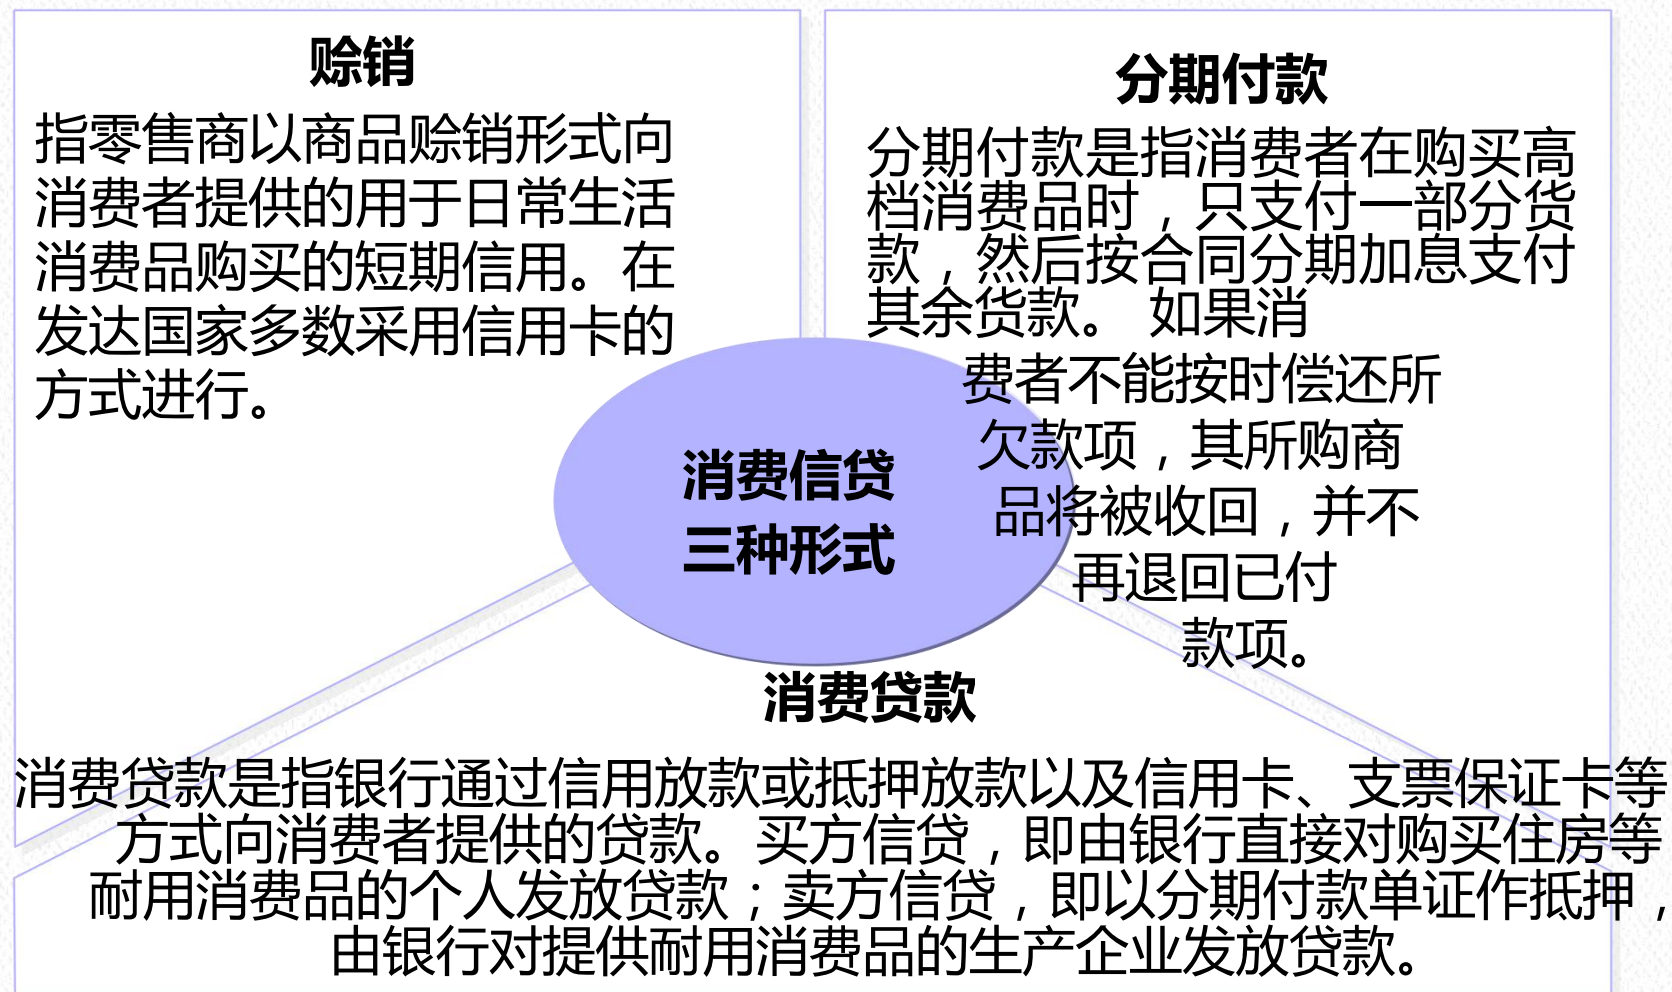 赊销
指零售商以商品赊销形式向
消费者提供的用于日常生活
消费品购买的短期信用。在
发达国家多数采用信用卡的
方式进行。
分期付款
分期付款是指消费者在购买高
档消费品时，只支付一部分货
款，然后按合同分期加息支付
其余货款。 如果消
费者不能按时偿还所
欠款项，其所购商
品将被收回，并不
再退回已付
款项。
消费信贷
三种形式
消费贷款
消费贷款是指银行通过信用放款或抵押放款以及信用卡、支票保证卡等
方式向消费者提供的贷款。买方信贷，即由银行直接对购买住房等
耐用消费品的个人发放贷款；卖方信贷，即以分期付款单证作抵押，
由银行对提供耐用消费品的生产企业发放贷款。